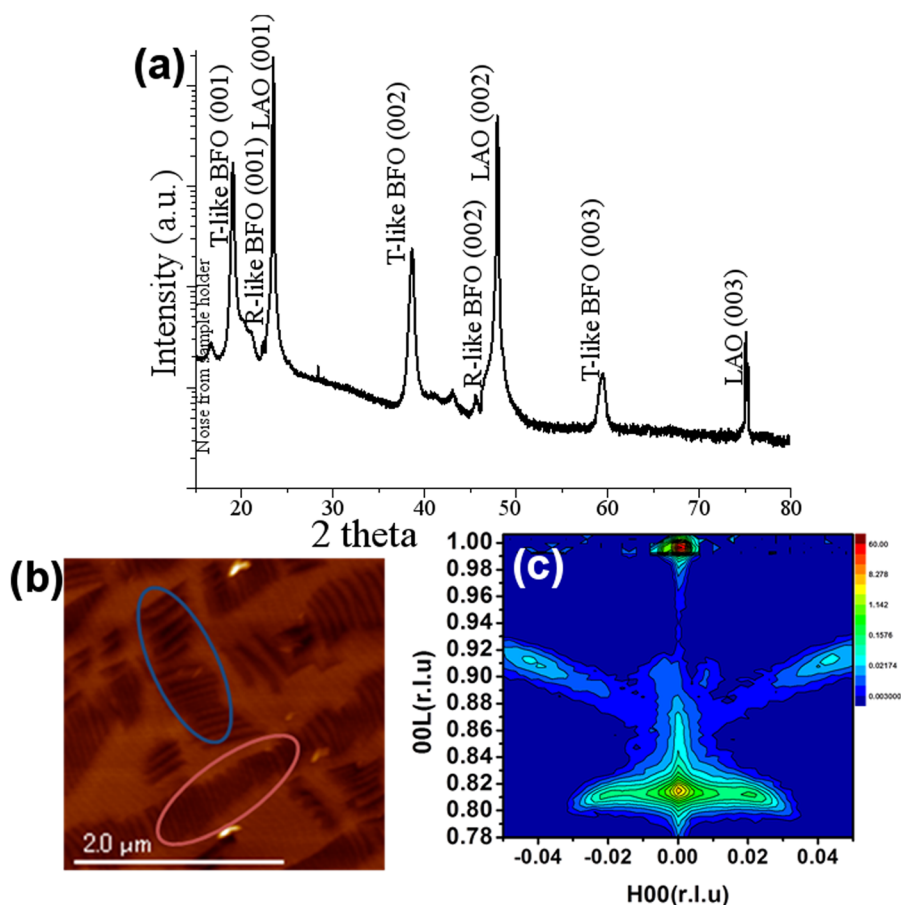 (a)
Intensity (a.u.)
Noise from sample holder
T-like BFO (001)
R-like BFO (001)
LAO (001)
T-like BFO (002)
R-like BFO (002)
LAO (002)
T-like BFO (003)
LAO (003)
20 30 40 50 60 70 80
2 theta
(b)
2.0 µm
(c)
00L(r.l.u)
1.00
0.98
0.96
0.94
0.92
0.90
0.88
0.86
0.84
0.82
0.80
0.78
-0.04 -0.02 0.00 0.02 0.04
H00(r.l.u)
60.00
8.278
1.142
0.1576
0.02174
0.003000